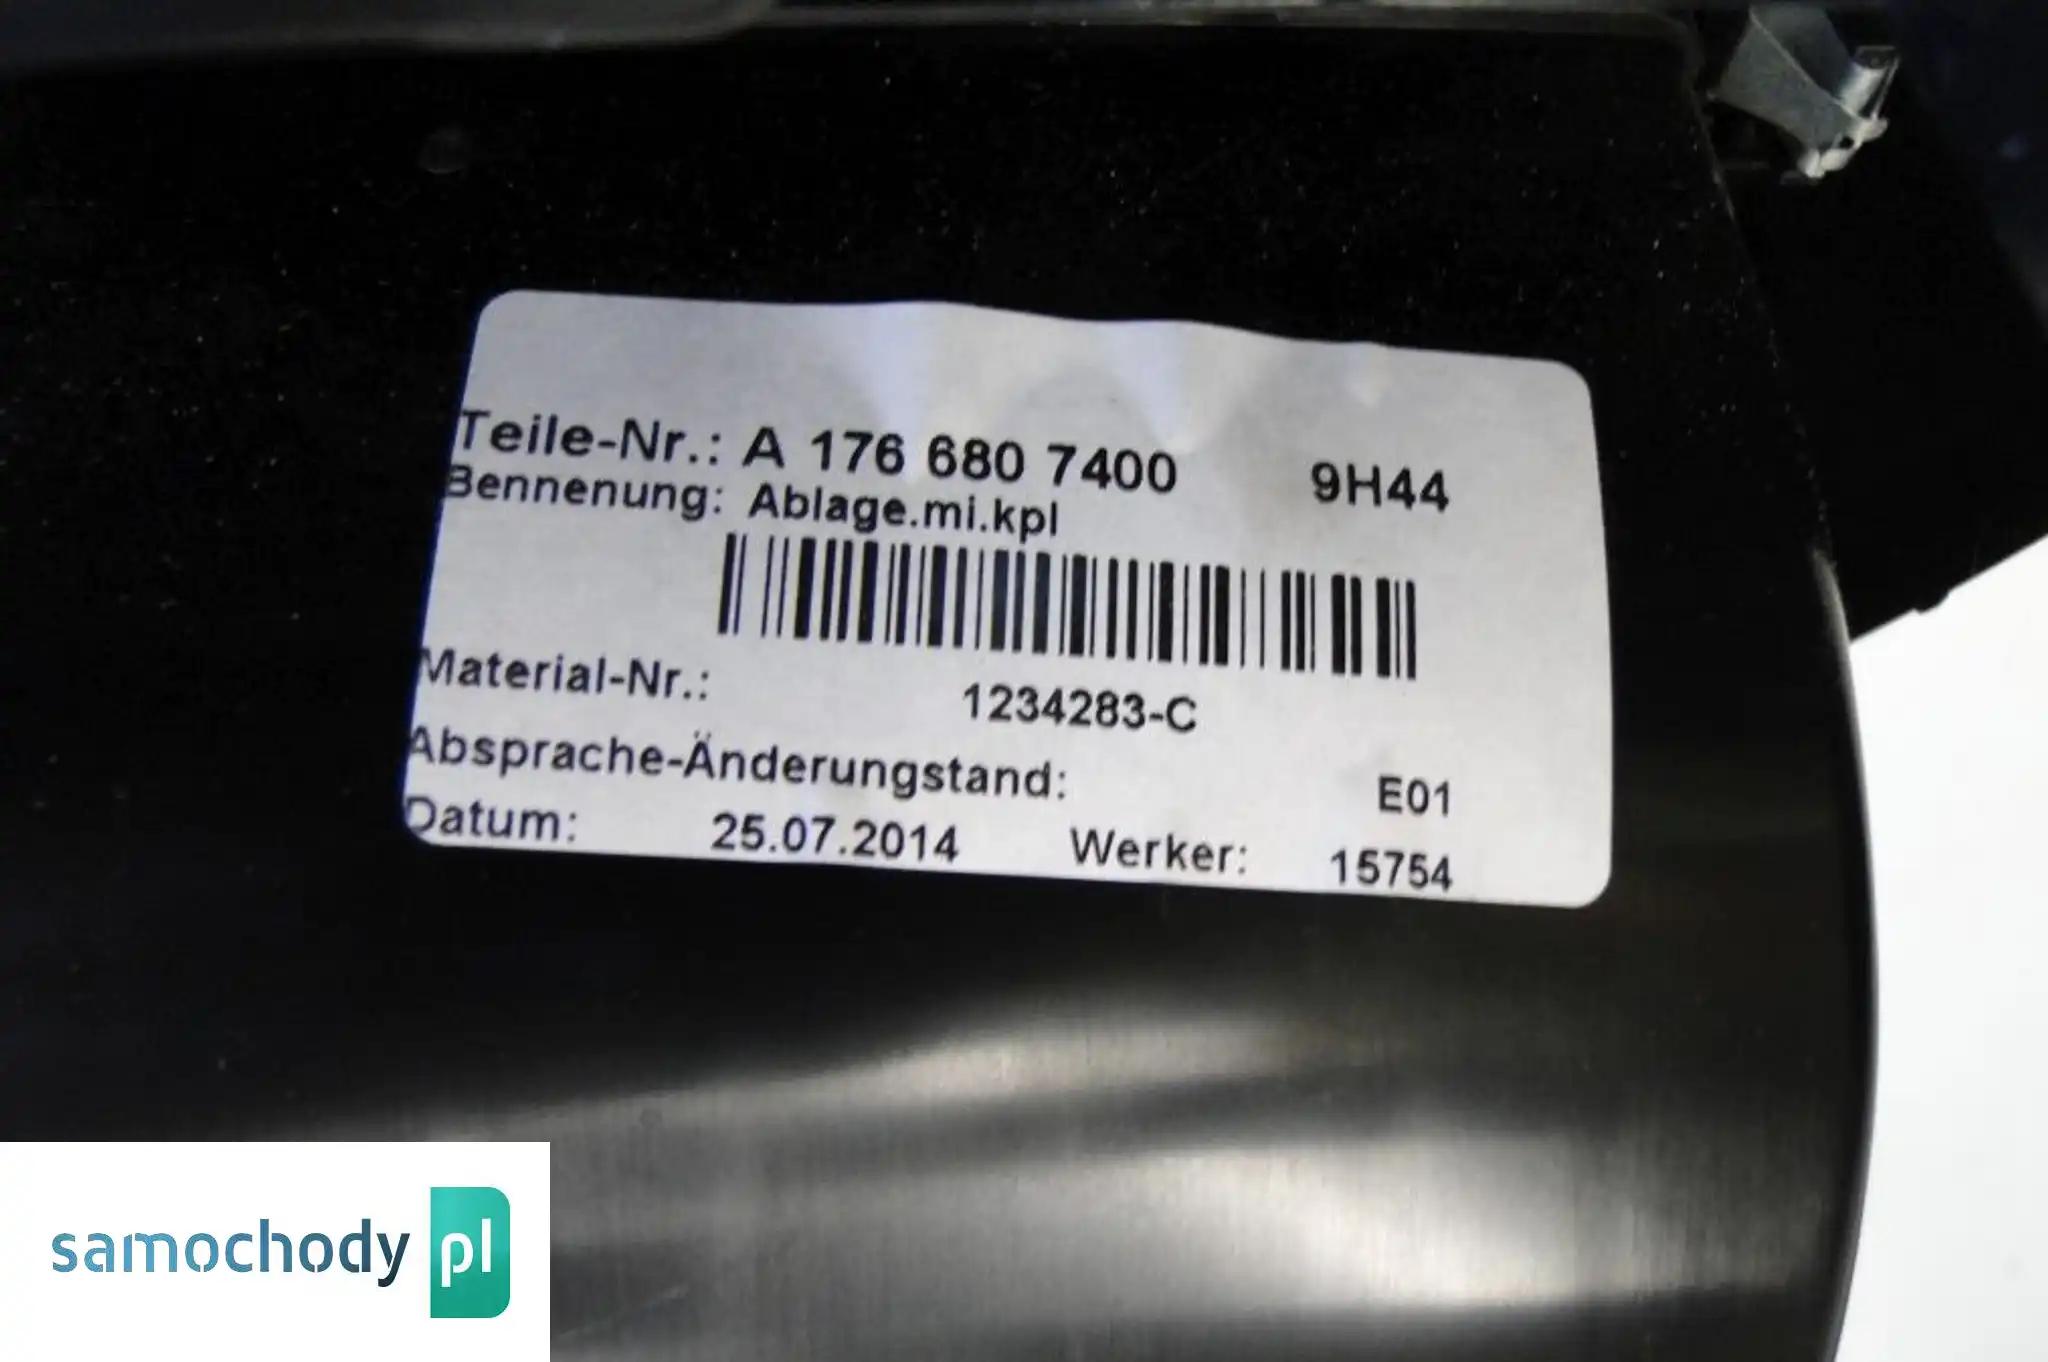 Teile-Nr.: A 176 680 7400 9H44
Bennenung: Ablage.mi.kpl
Material-Nr.: 1234283-C
Absprache-Änderungstand: E01
Datum: 25.07.2014 Werker: 15754
samochody pl